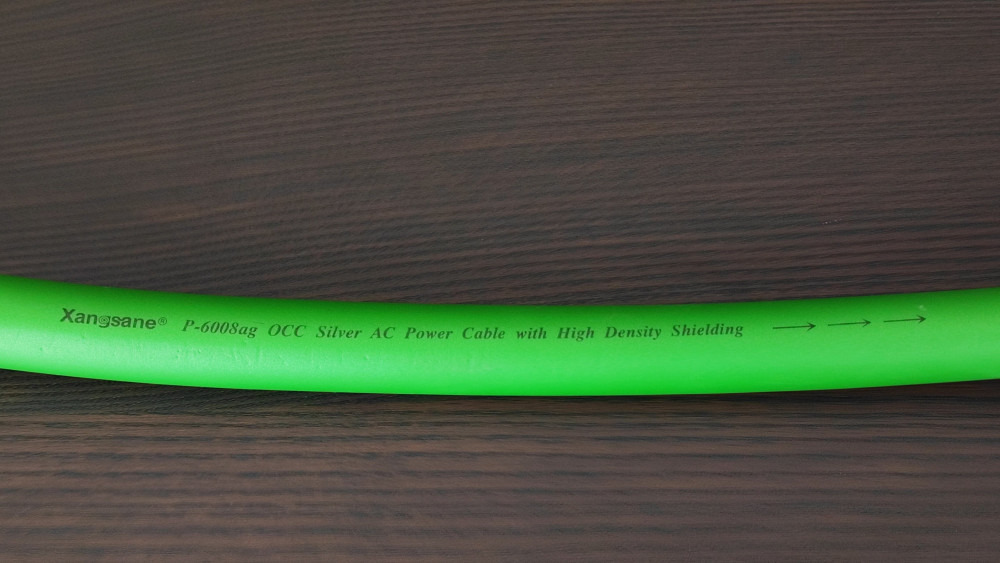 Xangsane® P-6008ag OCC Silver AC Power Cable with High Density Shielding →→→